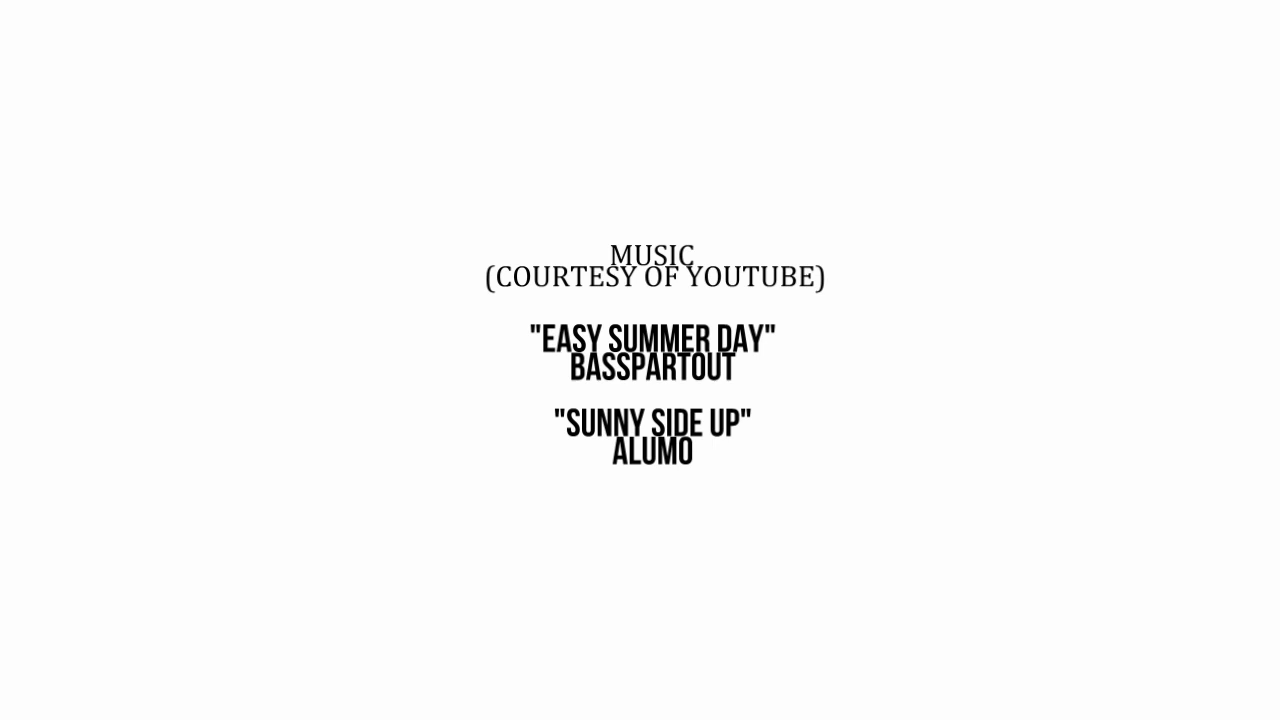 MUSIC
(COURTESY OF YOUTUBE)
"EASY SUMMER DAY"
BASSPARTOUT
"SUNNY SIDE UP"
ALUMO